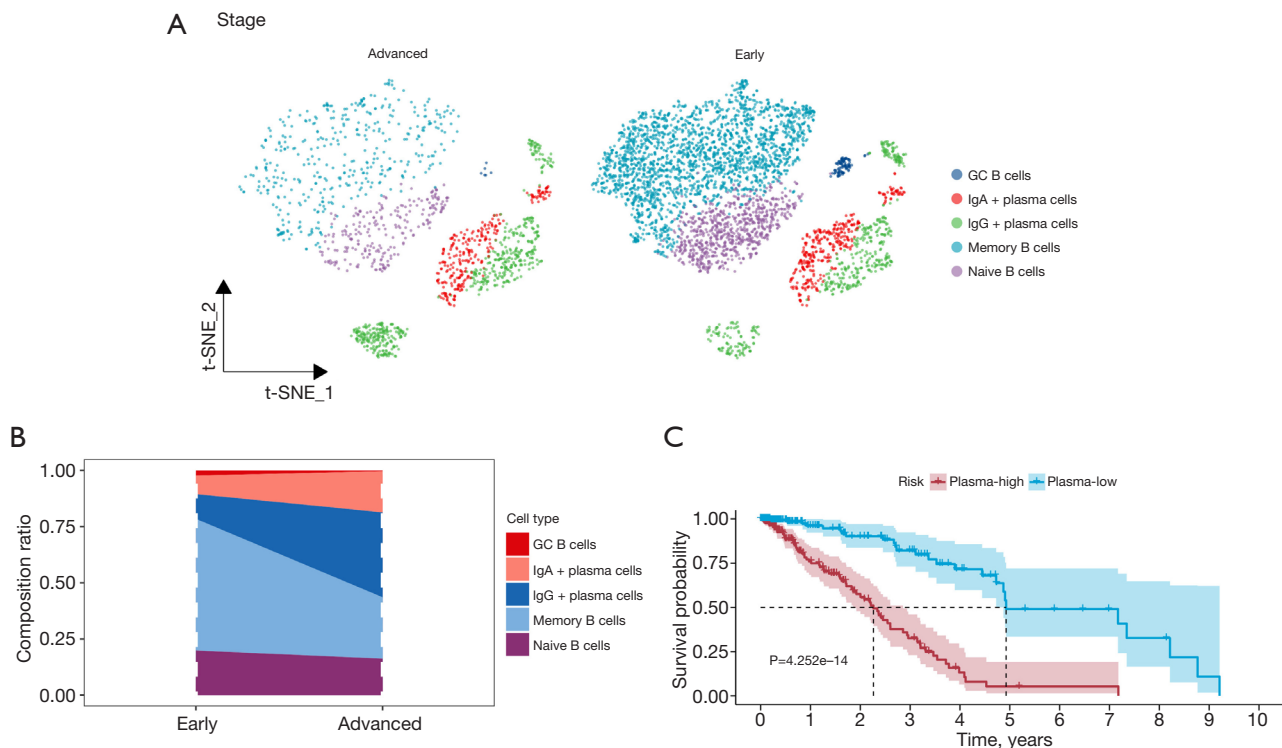 A
Stage
Advanced
Early
GC B cells
IgA + plasma cells
IgG + plasma cells
Memory B cells
Naive B cells
t-SNE_2
t-SNE_1
B
Composition ratio
1.00
0.75
0.50
0.25
0.00
Early
Advanced
Cell type
GC B cells
IgA + plasma cells
IgG + plasma cells
Memory B cells
Naive B cells
C
Risk Plasma-high Plasma-low
Survival probability
1.00
0.75
0.50
0.25
0.00
P=4.252e–14
0 1 2 3 4 5 6 7 8 9 10
Time, years